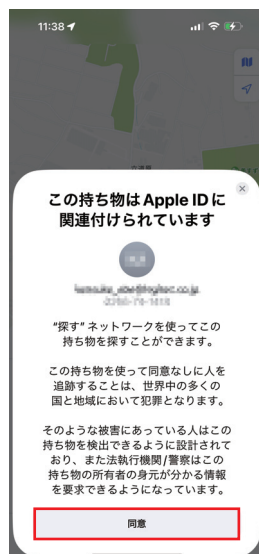 11:38
この持ち物は Apple ID に
関連付けられています
"探す" ネットワークを使ってこの
持ち物を探すことができます。
この持ち物を使って同意なしに人を
追跡することは、世界中の多くの
国と地域において犯罪となります。
そのような被害にあっている人はこの
持ち物を検出できるように設計されて
おり、また法執行機関/警察はこの
持ち物の所有者の身元が分かる情報
を要求できるようになっています。
同意